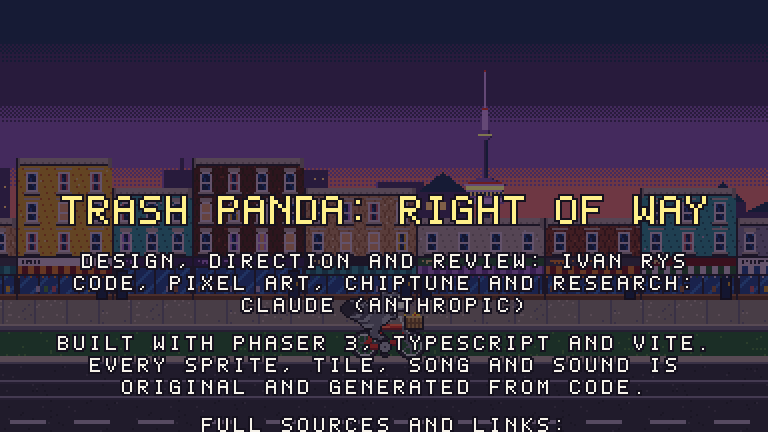 TRASH PANDA: RIGHT OF WAY
DESIGN, DIRECTION AND REVIEW: IVAN RYS
CODE, PIXEL ART, CHIPTUNE AND RESEARCH:
CLAUDE (ANTHROPIC)
BUILT WITH PHASER 3, TYPESCRIPT AND VITE.
EVERY SPRITE, TILE, SONG AND SOUND IS
ORIGINAL AND GENERATED FROM CODE.
FULL SOURCES AND LINKS: